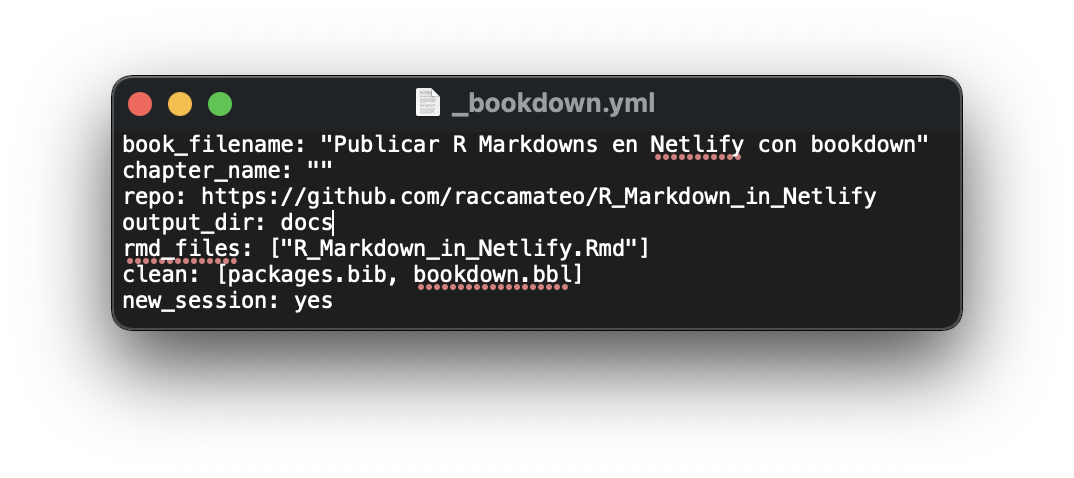 _bookdown.yml
book_filename: "Publicar R Markdowns en Netlify con bookdown"
chapter_name: ""
repo: https://github.com/raccamateo/R_Markdown_in_Netlify
output_dir: docs
rmd_files: ["R_Markdown_in_Netlify.Rmd"]
clean: [packages.bib, bookdown.bbl]
new_session: yes